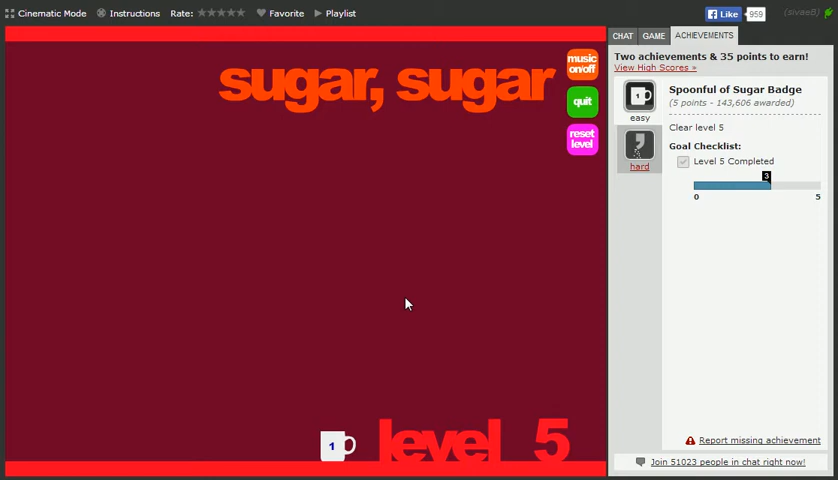 Cinematic Mode Instructions Rate: Favorite Playlist Like 959 (sivae8)
CHAT GAME ACHIEVEMENTS
sugar, sugar
music on/off
quit
reset level
Two achievements & 35 points to earn!
View High Scores »
1
easy
hard
Spoonful of Sugar Badge
(5 points - 143,606 awarded)
Clear level 5
Goal Checklist:
Level 5 Completed
3
0 5
1 level 5
Report missing achievement
Join 51023 people in chat right now!